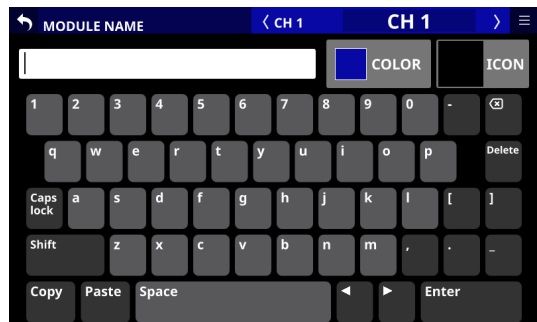 MODULE NAME 〈 CH 1 CH 1 〉
COLOR ICON
1 2 3 4 5 6 7 8 9 0 -
q w e r t y u i o p Delete
Caps lock a s d f g h j k l [ ]
Shift z x c v b n m , . _
Copy Paste Space ◀ ▶ Enter